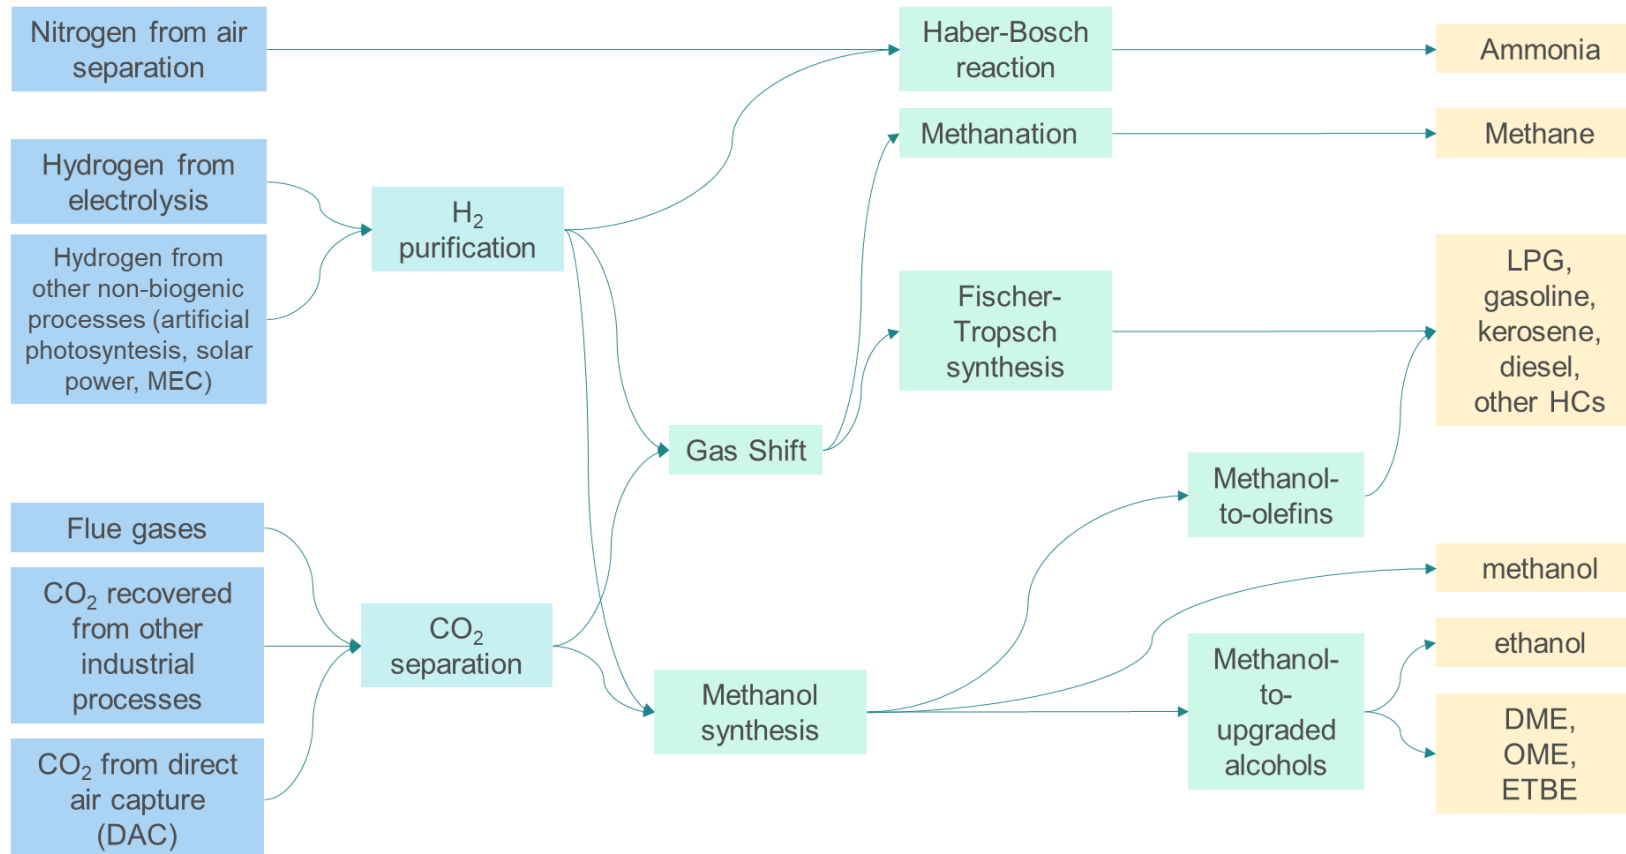 Nitrogen from air
separation
Hydrogen from
electrolysis
Hydrogen from
other non-biogenic
processes (artificial
photosyntesis, solar
power, MEC)
Flue gases
CO₂ recovered
from other
industrial
processes
CO₂ from direct
air capture
(DAC)
H₂
purification
CO₂
separation
Gas Shift
Methanol
synthesis
Haber-Bosch
reaction
Methanation
Fischer-
Tropsch
synthesis
Methanol-
to-olefins
Methanol-
to-
upgraded
alcohols
Ammonia
Methane
LPG,
gasoline,
kerosene,
diesel,
other HCs
methanol
ethanol
DME,
OME,
ETBE